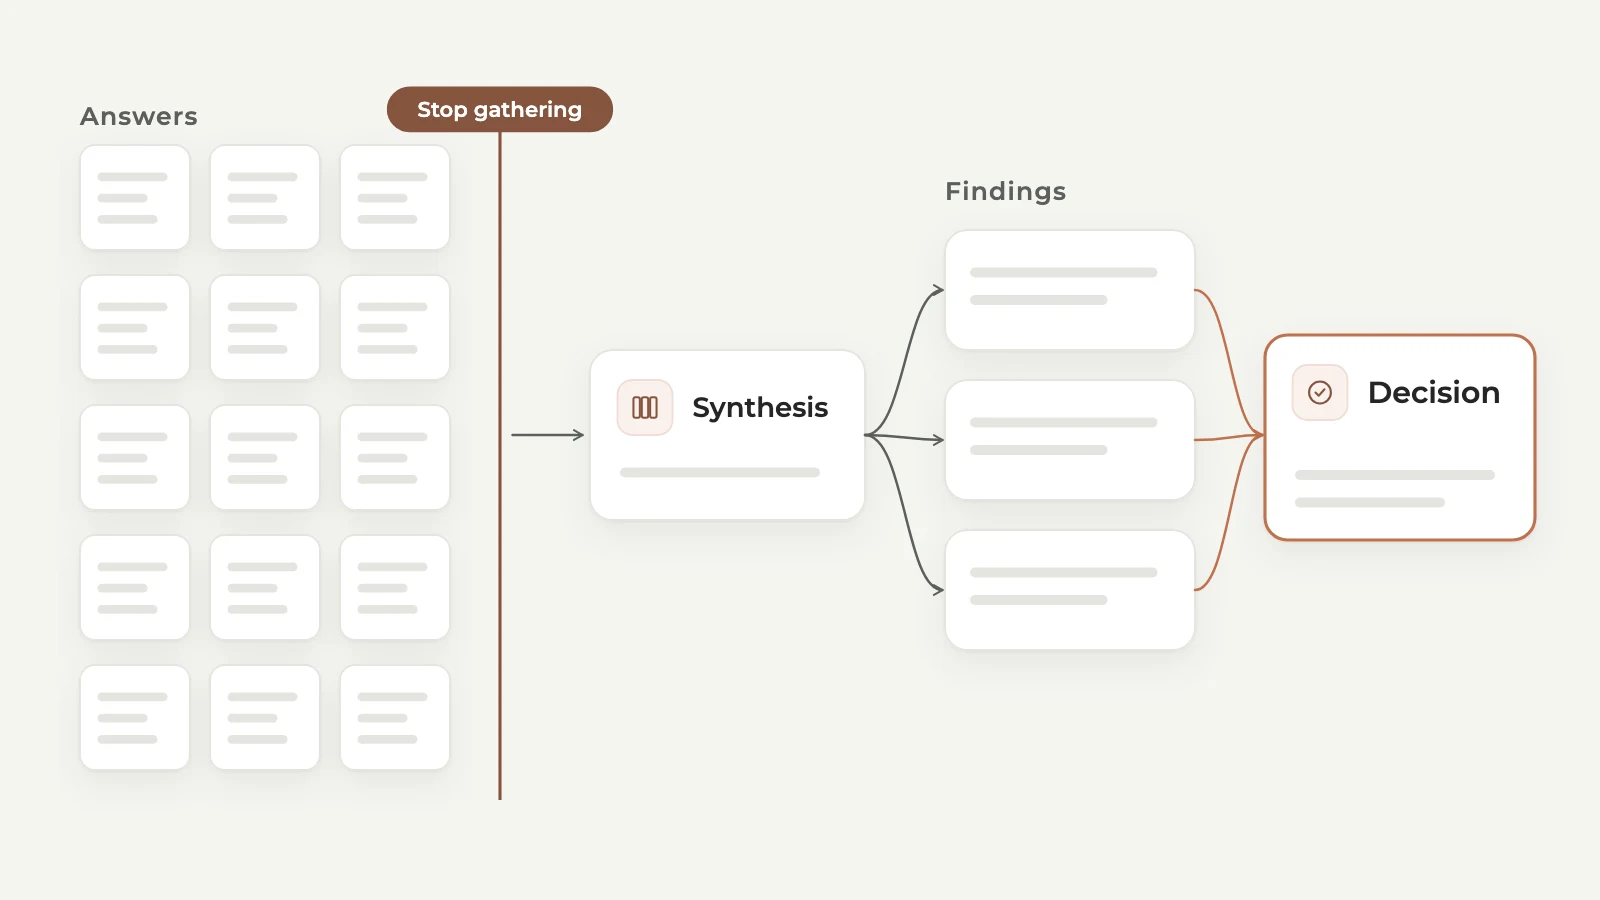 Answers
Stop gathering
Synthesis
Findings
Decision